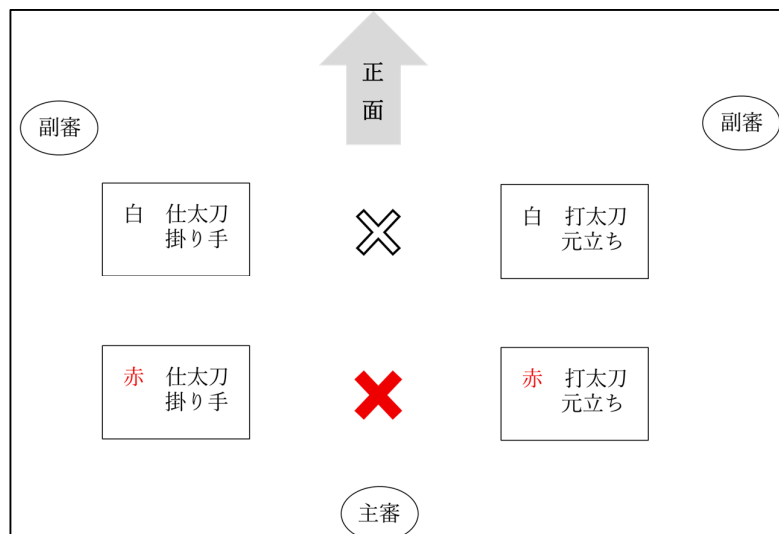 正
面
副審
副審
白 仕太刀
掛り手
白 打太刀
元立ち
赤 仕太刀
掛り手
赤 打太刀
元立ち
主審